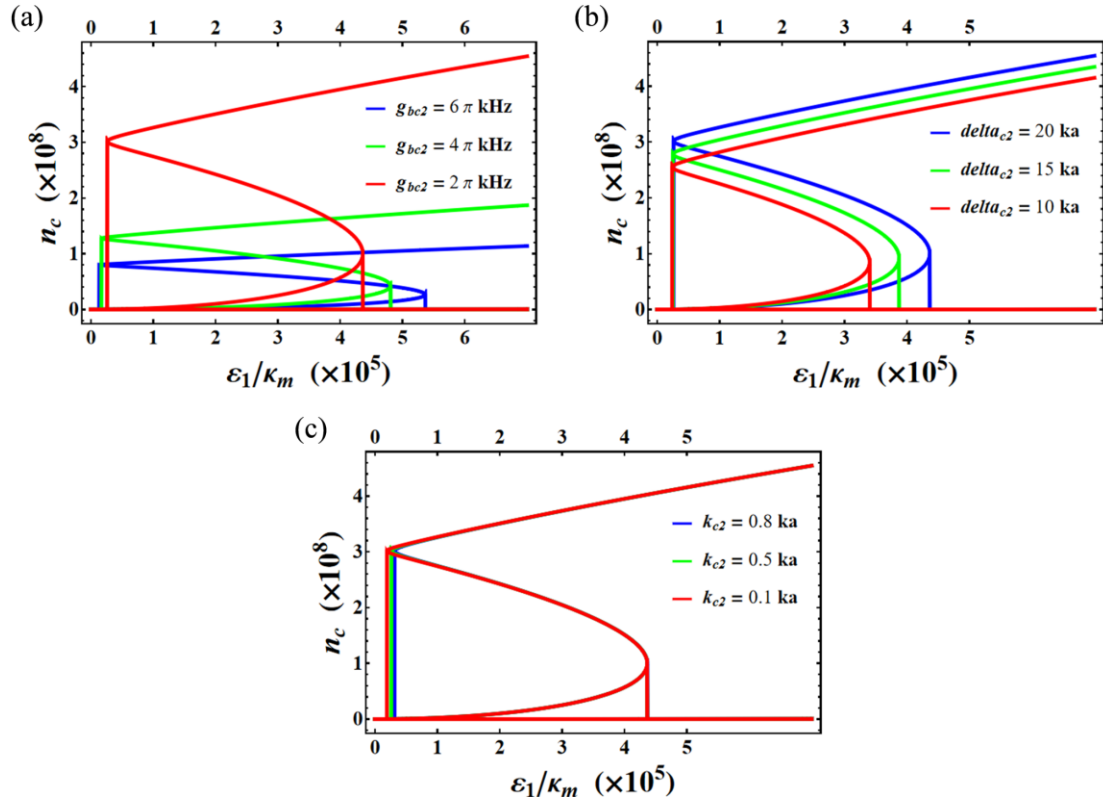 (a)
0 1 2 3 4 5 6
g_bc2 = 6 π kHz
g_bc2 = 4 π kHz
g_bc2 = 2 π kHz
n_c (×10^8)
4
3
2
1
0
0 1 2 3 4 5 6
ε_1/κ_m (×10^5)
(b)
0 1 2 3 4 5
delta_c2 = 20 ka
delta_c2 = 15 ka
delta_c2 = 10 ka
n_c (×10^8)
4
3
2
1
0
0 1 2 3 4 5
ε_1/κ_m (×10^5)
(c)
0 1 2 3 4 5
k_c2 = 0.8 ka
k_c2 = 0.5 ka
k_c2 = 0.1 ka
n_c (×10^8)
4
3
2
1
0
0 1 2 3 4 5
ε_1/κ_m (×10^5)